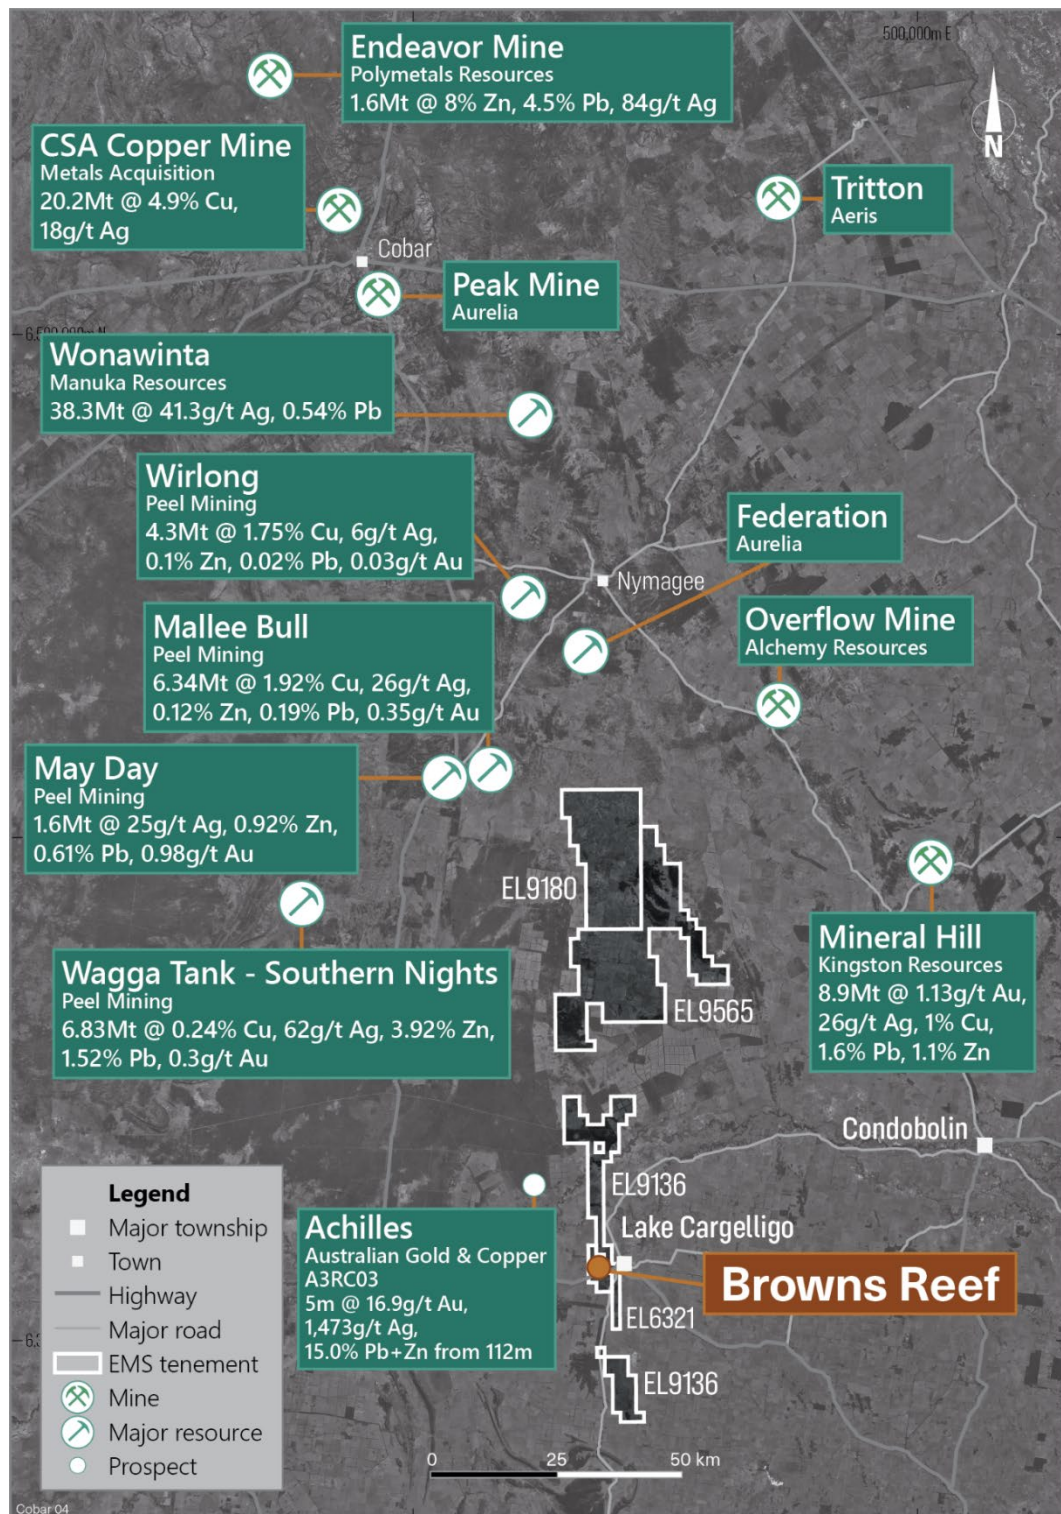 500,000m E
Endeavor Mine
Polymetals Resources
1.6Mt @ 8% Zn, 4.5% Pb, 84g/t Ag
N
CSA Copper Mine
Metals Acquisition
20.2Mt @ 4.9% Cu,
18g/t Ag
Tritton
Aeris
Cobar
Peak Mine
Aurelia
Wonawinta
Manuka Resources
38.3Mt @ 41.3g/t Ag, 0.54% Pb
Wirlong
Peel Mining
4.3Mt @ 1.75% Cu, 6g/t Ag,
0.1% Zn, 0.02% Pb, 0.03g/t Au
Federation
Aurelia
Nymagee
Mallee Bull
Peel Mining
6.34Mt @ 1.92% Cu, 26g/t Ag,
0.12% Zn, 0.19% Pb, 0.35g/t Au
Overflow Mine
Alchemy Resources
May Day
Peel Mining
1.6Mt @ 25g/t Ag, 0.92% Zn,
0.61% Pb, 0.98g/t Au
EL9180
Wagga Tank - Southern Nights
Peel Mining
6.83Mt @ 0.24% Cu, 62g/t Ag, 3.92% Zn,
1.52% Pb, 0.3g/t Au
EL9565
Mineral Hill
Kingston Resources
8.9Mt @ 1.13g/t Au,
26g/t Ag, 1% Cu,
1.6% Pb, 1.1% Zn
Condobolin
EL9136
Lake Cargelligo
Achilles
Australian Gold & Copper
A3RC03
5m @ 16.9g/t Au,
1,473g/t Ag,
15.0% Pb+Zn from 112m
Browns Reef
EL6321
EL9136
Legend
Major township
Town
Highway
Major road
EMS tenement
Mine
Major resource
Prospect
0 25 50 km
Cobar 04